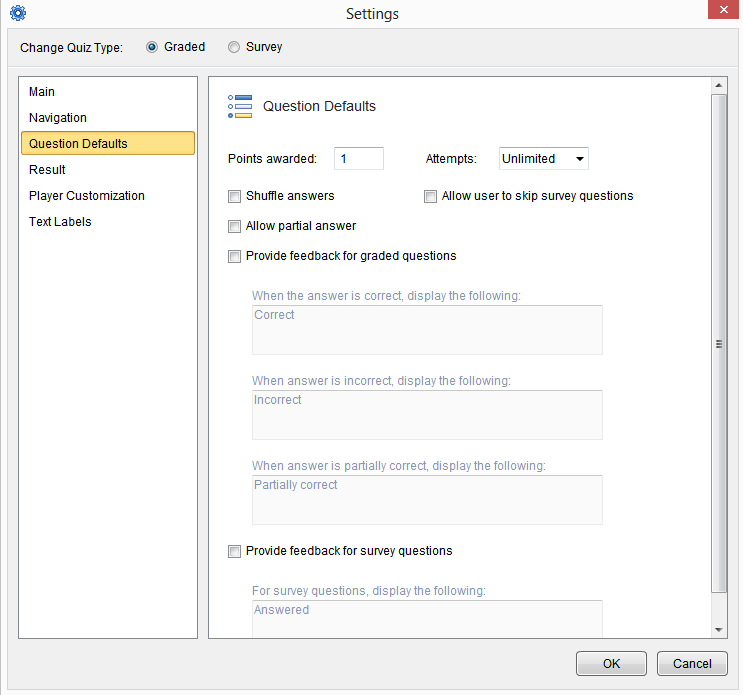 Settings
Change Quiz Type: Graded Survey
Main
Navigation
Question Defaults
Result
Player Customization
Text Labels
Question Defaults
Points awarded: 1 Attempts: Unlimited
Shuffle answers Allow user to skip survey questions
Allow partial answer
Provide feedback for graded questions
When the answer is correct, display the following:
Correct
When answer is incorrect, display the following:
Incorrect
When answer is partially correct, display the following:
Partially correct
Provide feedback for survey questions
For survey questions, display the following:
Answered
OK Cancel